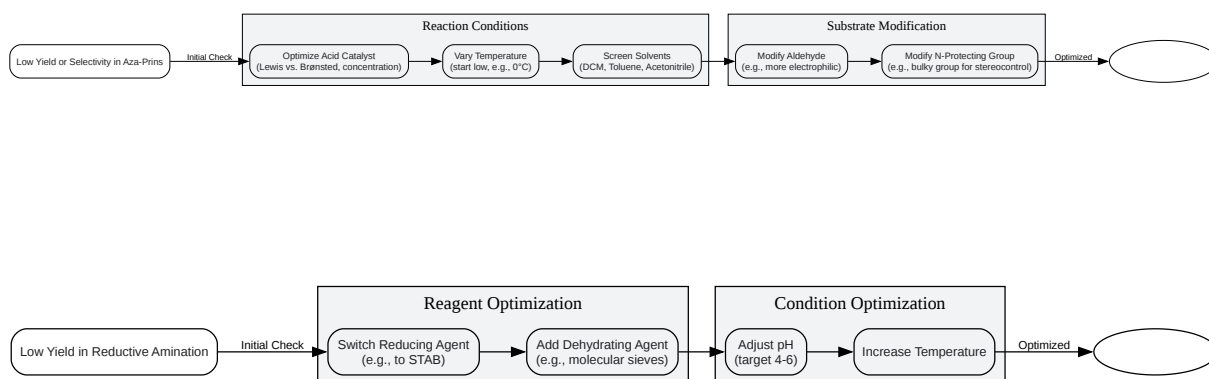 Reaction Conditions
Substrate Modification
Low Yield or Selectivity in Aza-Prins
Initial Check
Optimize Acid Catalyst
(Lewis vs. Brønsted, concentration)
Vary Temperature
(start low, e.g., 0°C)
Screen Solvents
(DCM, Toluene, Acetonitrile)
Modify Aldehyde
(e.g., more electrophilic)
Modify N-Protecting Group
(e.g., bulky group for stereocontrol)
Optimized
Reagent Optimization
Condition Optimization
Low Yield in Reductive Amination
Initial Check
Switch Reducing Agent
(e.g., to STAB)
Add Dehydrating Agent
(e.g., molecular sieves)
Adjust pH
(target 4-6)
Increase Temperature
Optimized